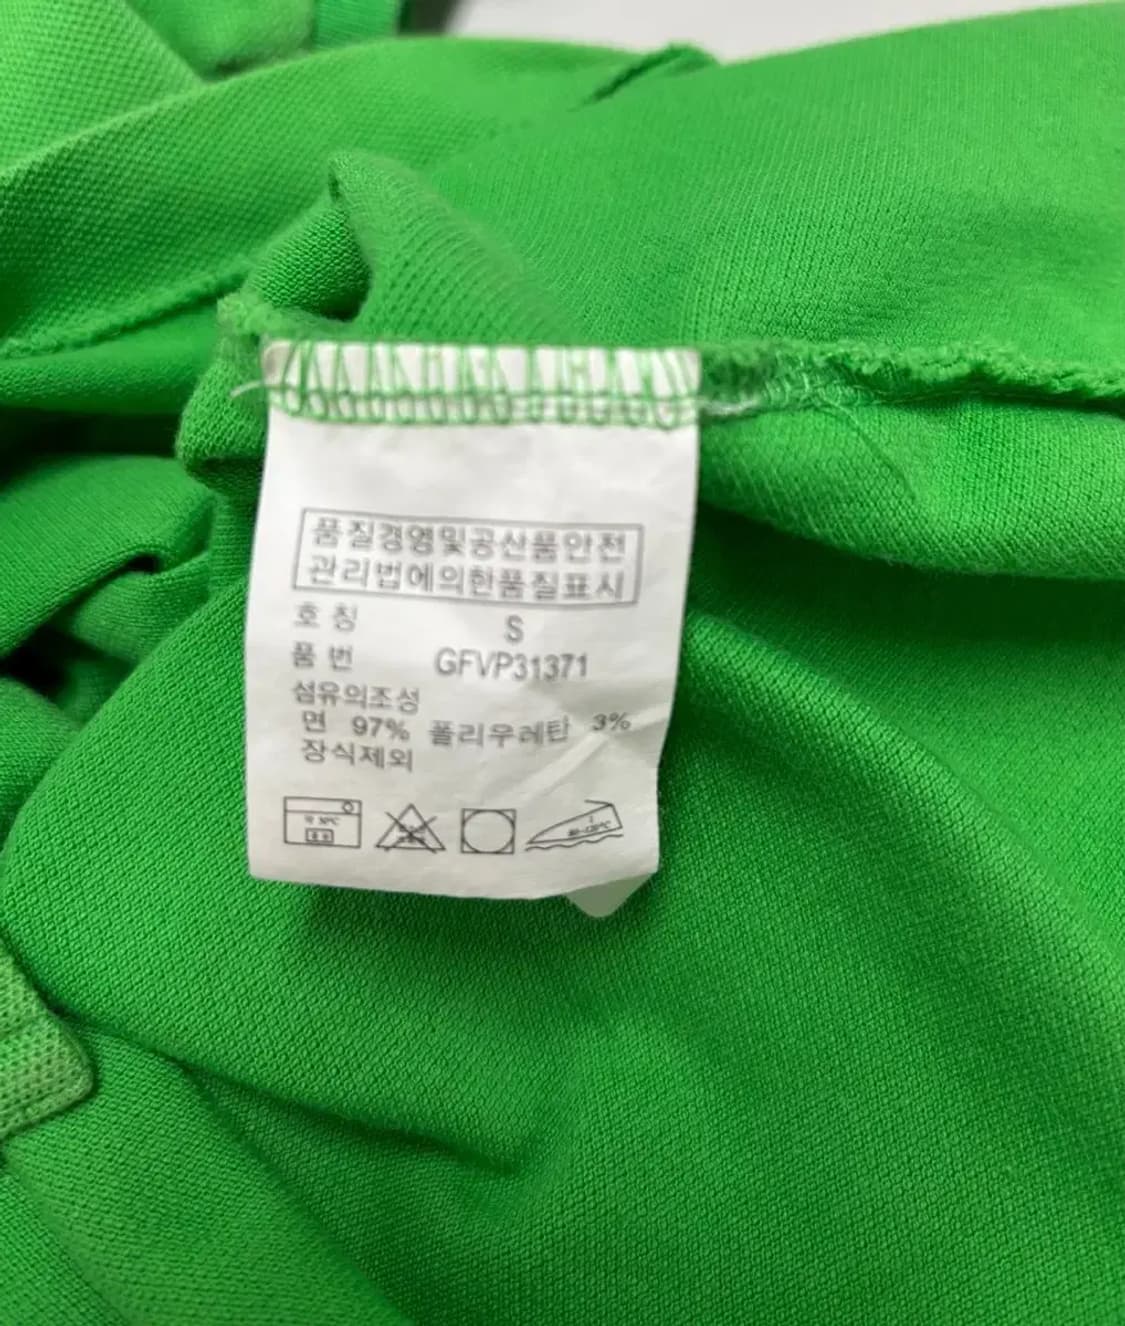 품질경영및공산품안전
관리법에의한품질표시
호 칭 S
품 번 GFVP31371
섬유의조성
면 97% 폴리우레탄 3%
장식제외